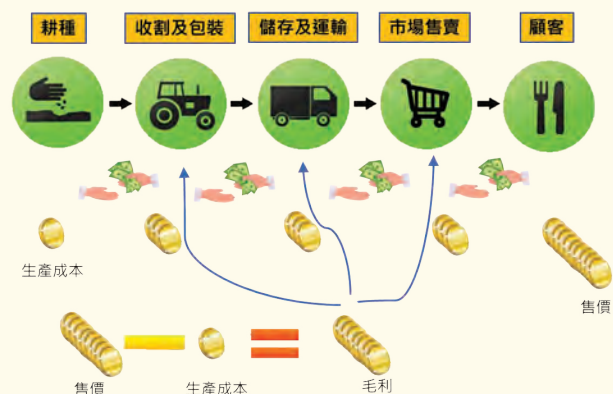 耕種
收割及包裝
儲存及運輸
市場售賣
顧客
生產成本
售價
售價
生產成本
毛利